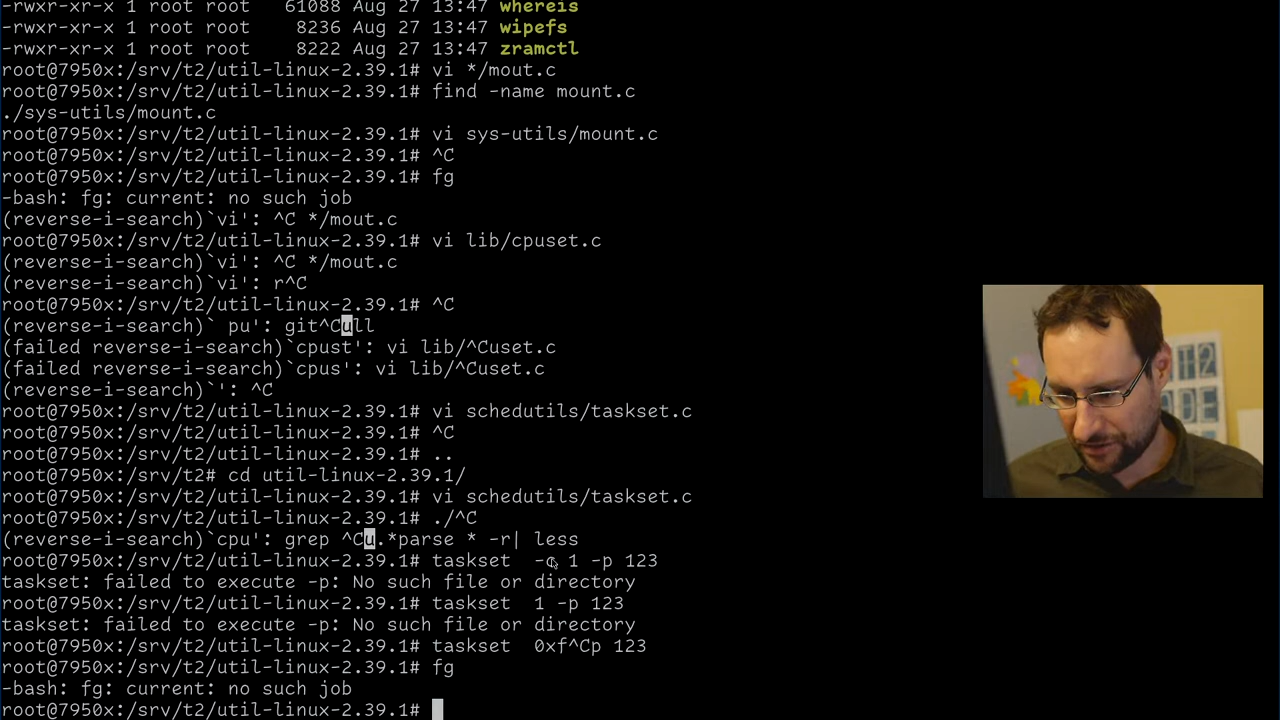 -rwxr-xr-x 1 root root   61088 Aug 27 13:47 whereis
-rwxr-xr-x 1 root root    8236 Aug 27 13:47 wipefs
-rwxr-xr-x 1 root root    8222 Aug 27 13:47 zramctl
root@7950x:/srv/t2/util-linux-2.39.1# vi */mout.c
root@7950x:/srv/t2/util-linux-2.39.1# find -name mount.c
./sys-utils/mount.c
root@7950x:/srv/t2/util-linux-2.39.1# vi sys-utils/mount.c
root@7950x:/srv/t2/util-linux-2.39.1# ^C
root@7950x:/srv/t2/util-linux-2.39.1# fg
-bash: fg: current: no such job
(reverse-i-search)`vi': ^C */mout.c
root@7950x:/srv/t2/util-linux-2.39.1# vi lib/cpuset.c
(reverse-i-search)`vi': ^C */mout.c
(reverse-i-search)`vi': r^C
root@7950x:/srv/t2/util-linux-2.39.1# ^C
(reverse-i-search)` pu': git^Cull
(failed reverse-i-search)`cpust': vi lib/^Cuset.c
(failed reverse-i-search)`cpus': vi lib/^Cuset.c
(reverse-i-search)`': ^C
root@7950x:/srv/t2/util-linux-2.39.1# vi schedutils/taskset.c
root@7950x:/srv/t2/util-linux-2.39.1# ^C
root@7950x:/srv/t2/util-linux-2.39.1# ..
root@7950x:/srv/t2# cd util-linux-2.39.1/
root@7950x:/srv/t2/util-linux-2.39.1# vi schedutils/taskset.c
root@7950x:/srv/t2/util-linux-2.39.1# ./^C
(reverse-i-search)`cpu': grep ^Cu.*parse * -r| less
root@7950x:/srv/t2/util-linux-2.39.1# taskset  -c 1 -p 123
taskset: failed to execute -p: No such file or directory
root@7950x:/srv/t2/util-linux-2.39.1# taskset  1 -p 123
taskset: failed to execute -p: No such file or directory
root@7950x:/srv/t2/util-linux-2.39.1# taskset  0xf^Cp 123
root@7950x:/srv/t2/util-linux-2.39.1# fg
-bash: fg: current: no such job
root@7950x:/srv/t2/util-linux-2.39.1#